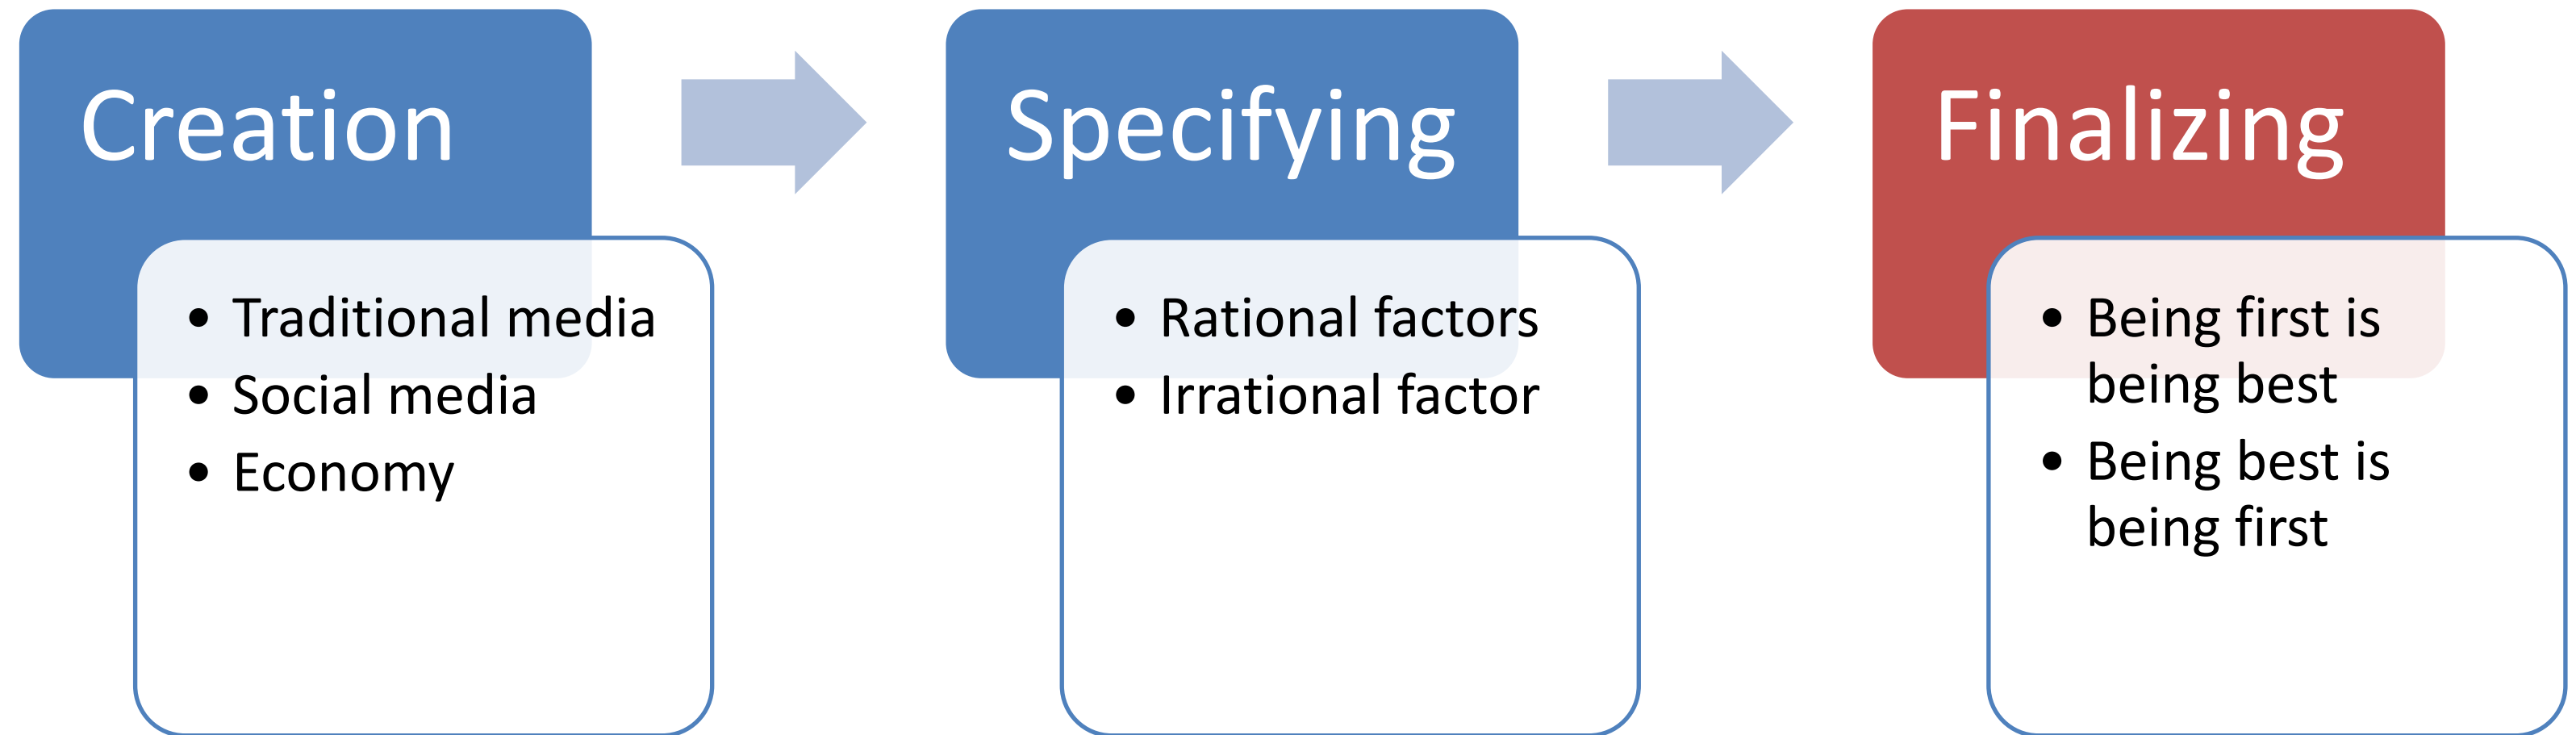 Creation
• Traditional media
• Social media
• Economy
Specifying
• Rational factors
• Irrational factor
Finalizing
• Being first is
being best
• Being best is
being first